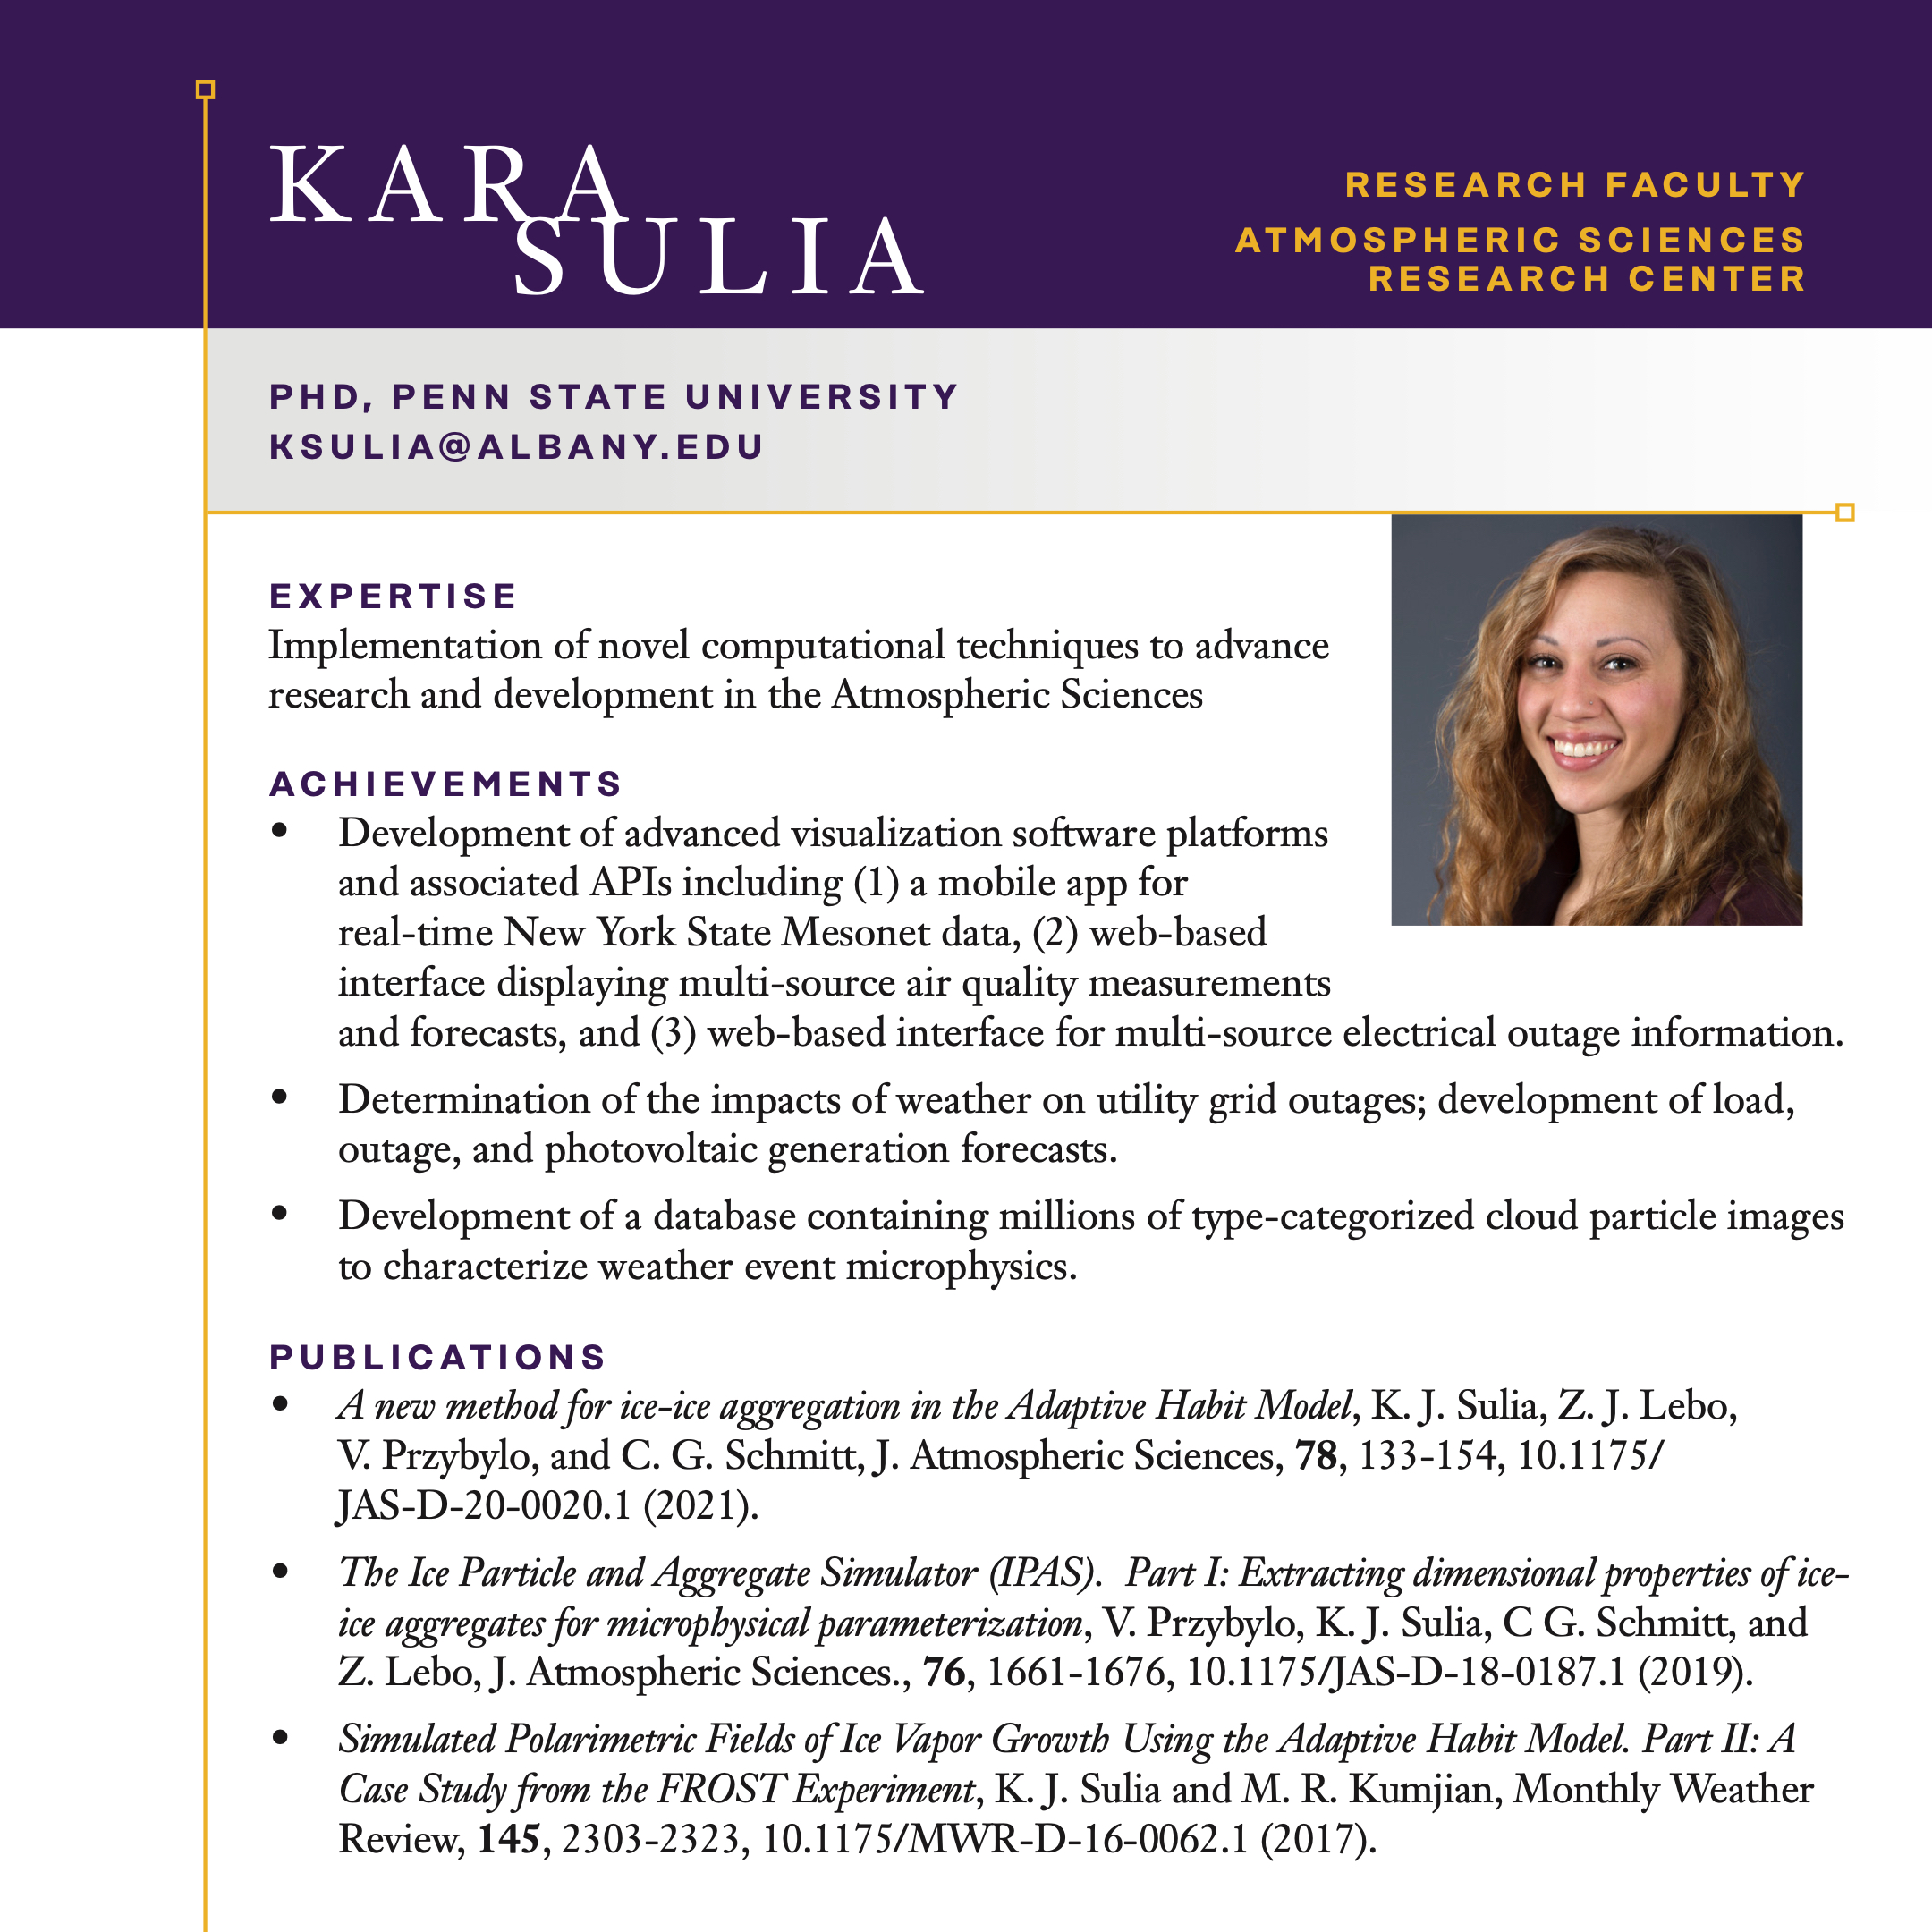 KARA
SULIA
RESEARCH FACULTY
ATMOSPHERIC SCIENCES
RESEARCH CENTER
PHD, PENN STATE UNIVERSITY
KSULIA@ALBANY.EDU
EXPERTISE
Implementation of novel computational techniques to advance
research and development in the Atmospheric Sciences
ACHIEVEMENTS
• Development of advanced visualization software platforms
and associated APIs including (1) a mobile app for
real-time New York State Mesonet data, (2) web-based
interface displaying multi-source air quality measurements
and forecasts, and (3) web-based interface for multi-source electrical outage information.
• Determination of the impacts of weather on utility grid outages; development of load,
outage, and photovoltaic generation forecasts.
• Development of a database containing millions of type-categorized cloud particle images
to characterize weather event microphysics.
PUBLICATIONS
• A new method for ice-ice aggregation in the Adaptive Habit Model, K. J. Sulia, Z. J. Lebo,
V. Przybylo, and C. G. Schmitt, J. Atmospheric Sciences, 78, 133-154, 10.1175/
JAS-D-20-0020.1 (2021).
• The Ice Particle and Aggregate Simulator (IPAS).  Part I: Extracting dimensional properties of ice-
ice aggregates for microphysical parameterization, V. Przybylo, K. J. Sulia, C G. Schmitt, and
Z. Lebo, J. Atmospheric Sciences., 76, 1661-1676, 10.1175/JAS-D-18-0187.1 (2019).
• Simulated Polarimetric Fields of Ice Vapor Growth Using the Adaptive Habit Model. Part II: A
Case Study from the FROST Experiment, K. J. Sulia and M. R. Kumjian, Monthly Weather
Review, 145, 2303-2323, 10.1175/MWR-D-16-0062.1 (2017).